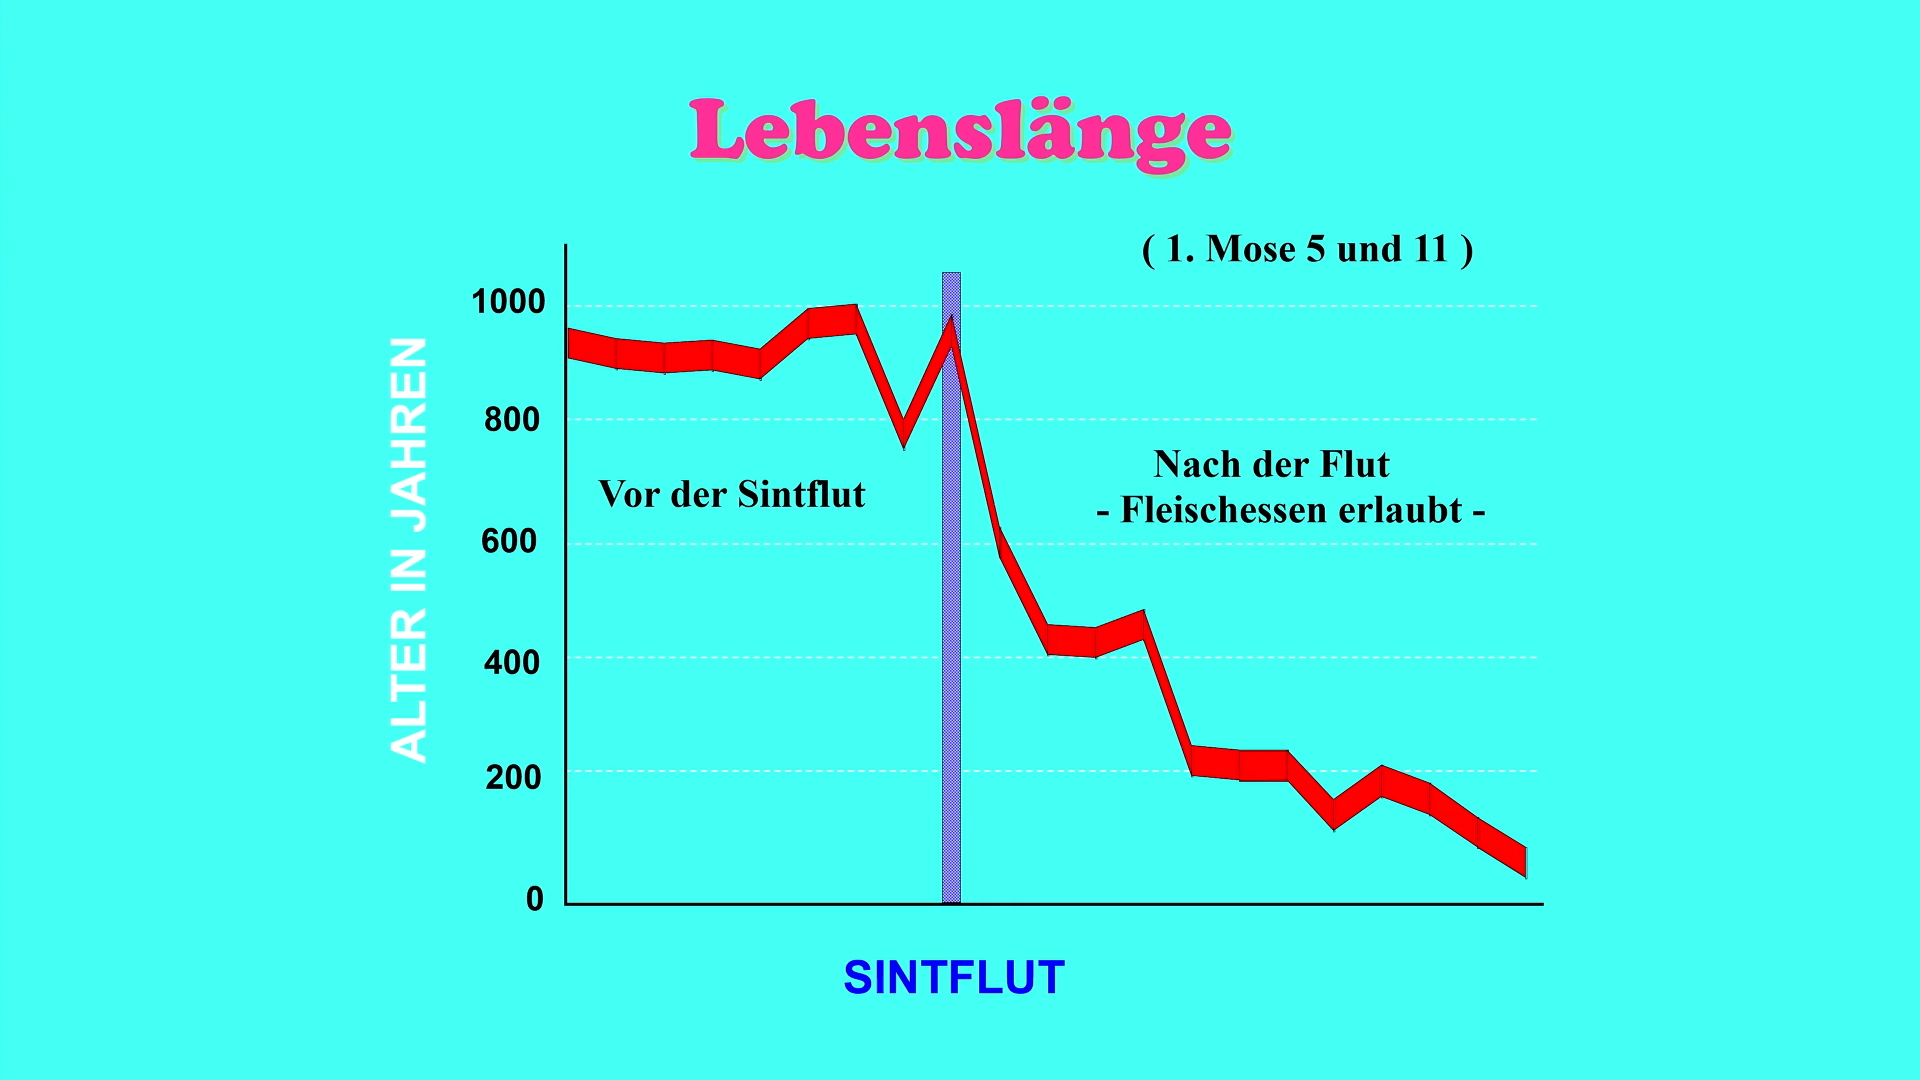 Lebenslänge
( 1. Mose 5 und 11 )
ALTER IN JAHREN
1000
800
600
400
200
0
Vor der Sintflut
Nach der Flut
- Fleischessen erlaubt -
SINTFLUT